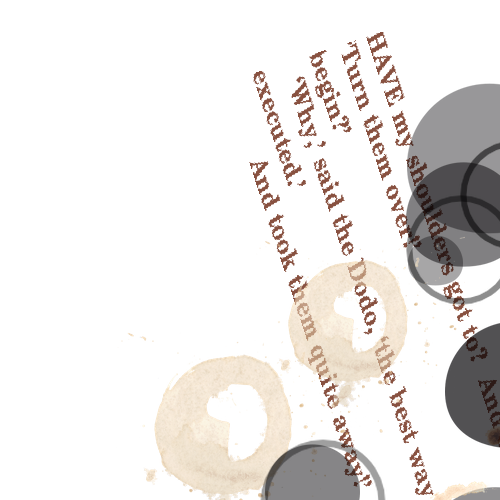 HAVE my shoulders got to? And
‘Turn them over!’
begin?’
‘Why,’ said the Dodo, ‘the best way
executed.’
And took them quite away!’